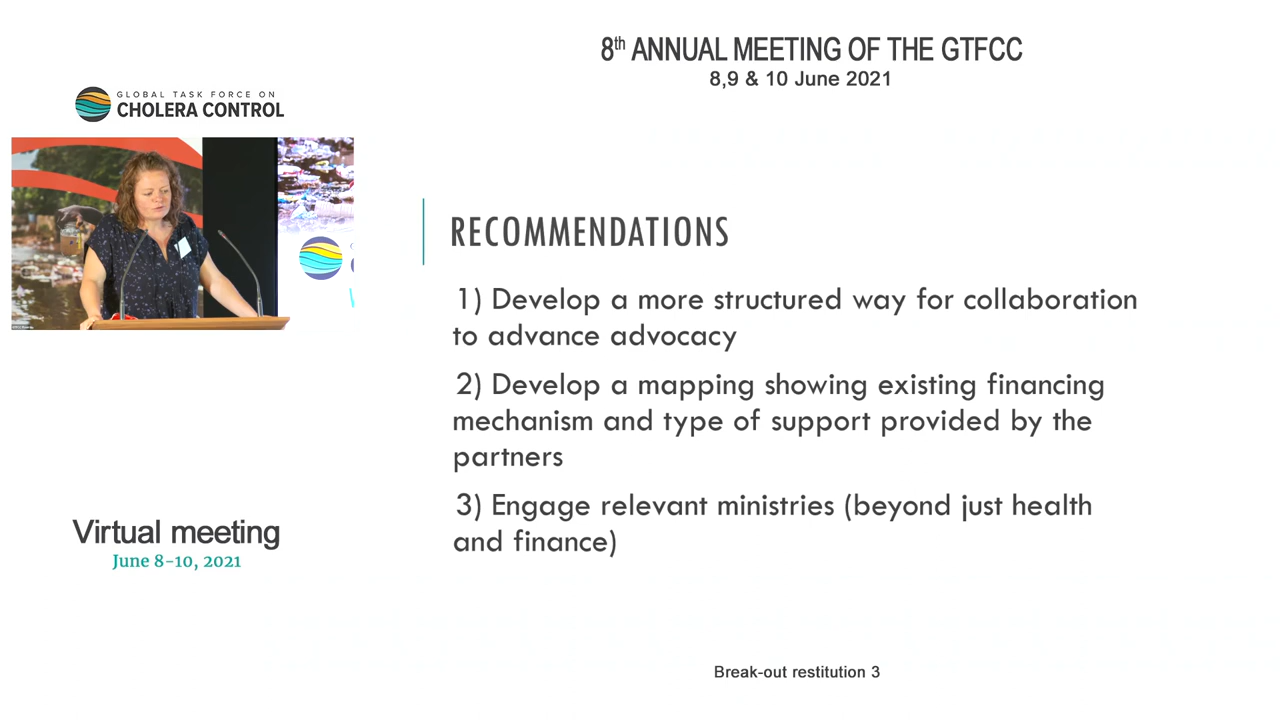 8th ANNUAL MEETING OF THE GTFCC
8,9 & 10 June 2021
GLOBAL TASK FORCE ON
CHOLERA CONTROL
RECOMMENDATIONS
1) Develop a more structured way for collaboration
to advance advocacy
2) Develop a mapping showing existing financing
mechanism and type of support provided by the
partners
3) Engage relevant ministries (beyond just health
and finance)
Virtual meeting
June 8-10, 2021
Break-out restitution 3